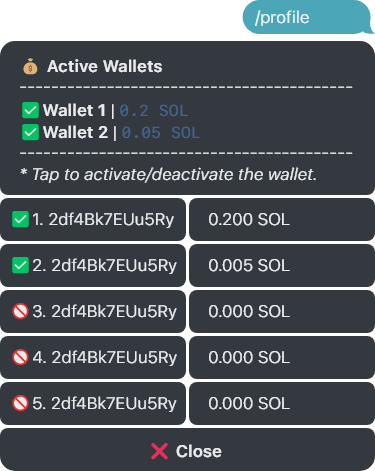 /profile
💰 Active Wallets
--------------------------------------------------
✅ Wallet 1 | 0.2 SOL
✅ Wallet 2 | 0.05 SOL
--------------------------------------------------
* Tap to activate/deactivate the wallet.
✅ 1. 2df4Bk7EUu5Ry 0.200 SOL
✅ 2. 2df4Bk7EUu5Ry 0.005 SOL
🚫 3. 2df4Bk7EUu5Ry 0.000 SOL
🚫 4. 2df4Bk7EUu5Ry 0.000 SOL
🚫 5. 2df4Bk7EUu5Ry 0.000 SOL
❌ Close